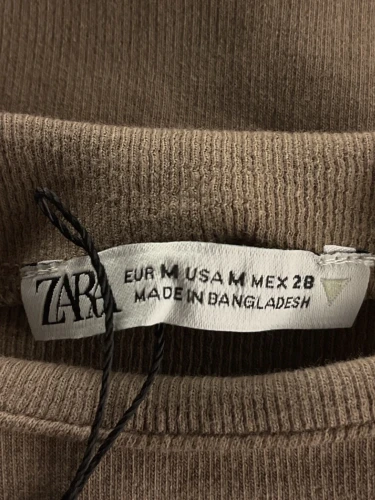 ZARA
EUR M USA M MEX 28
MADE IN BANGLADESH